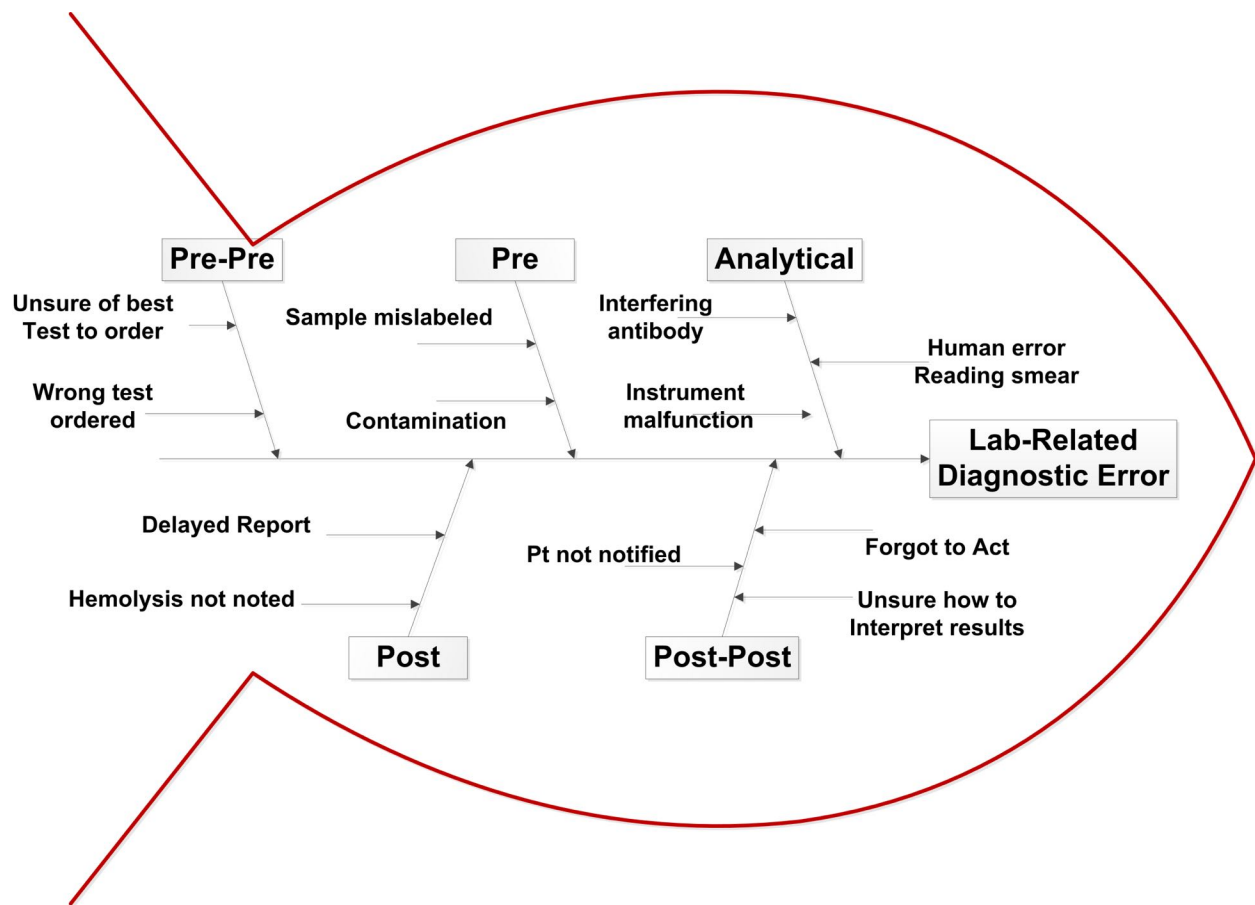 Pre-Pre
Pre
Analytical
Unsure of best
Test to order
Wrong test
ordered
Sample mislabeled
Contamination
Interfering
antibody
Instrument
malfunction
Human error
Reading smear
Lab-Related
Diagnostic Error
Delayed Report
Hemolysis not noted
Post
Pt not notified
Forgot to Act
Unsure how to
Interpret results
Post-Post